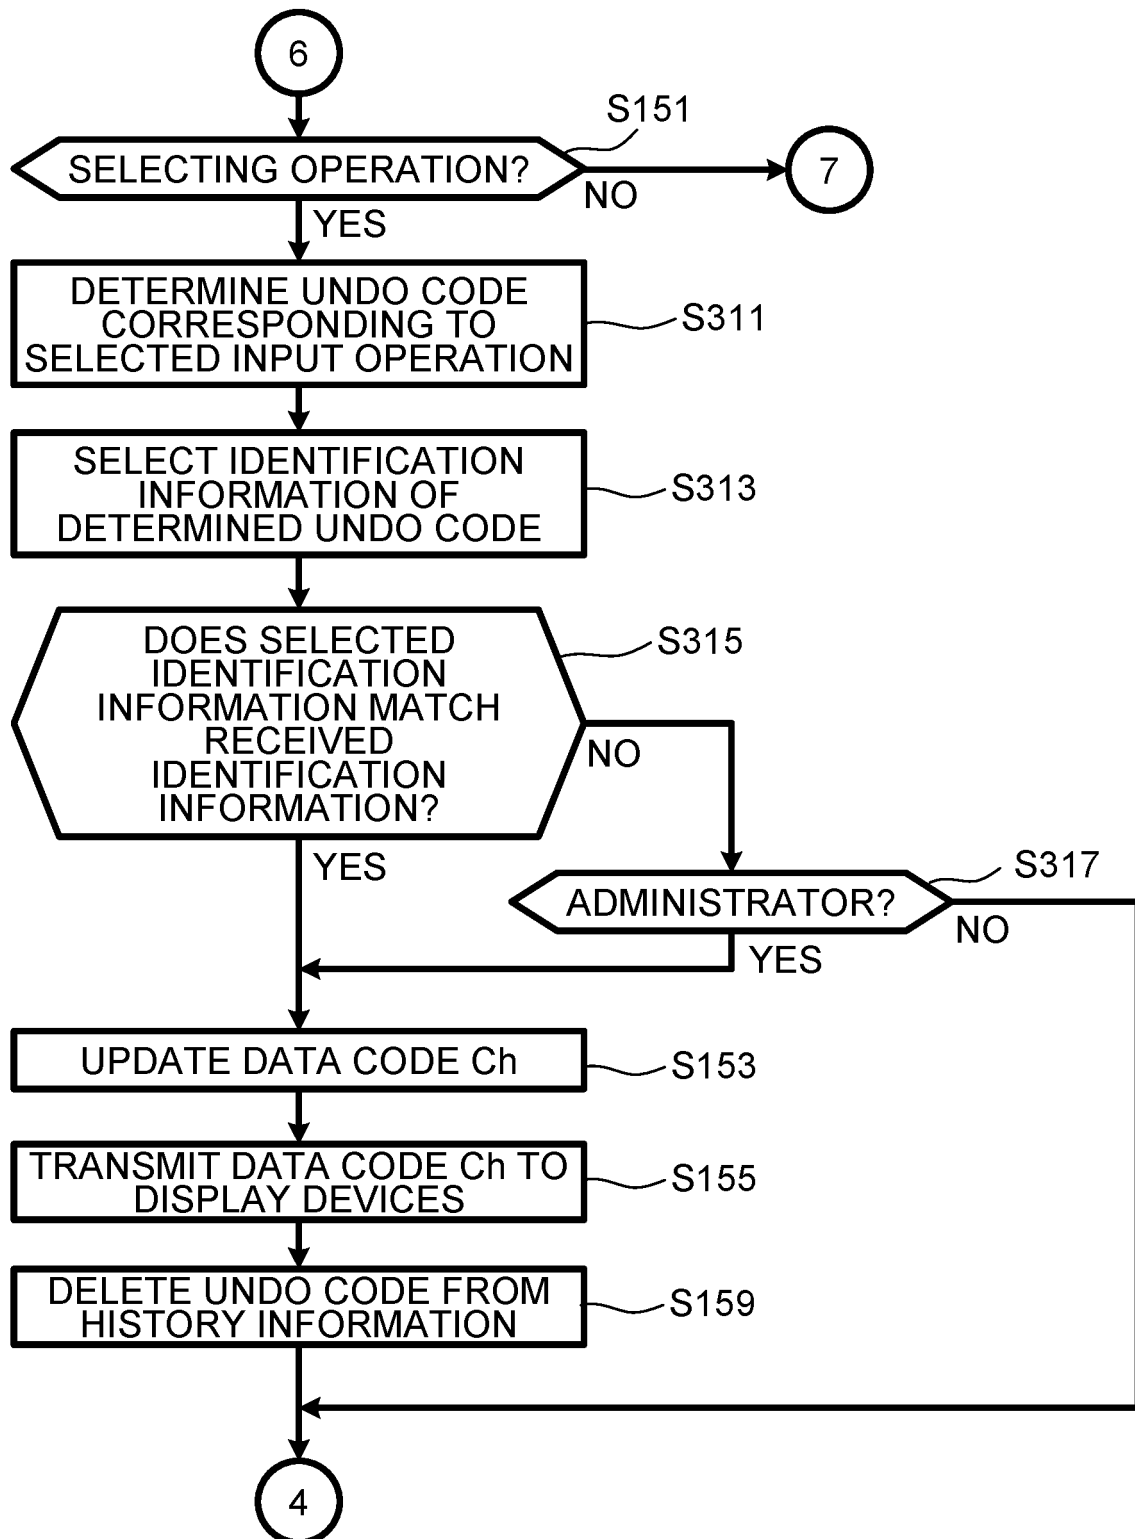 6
S151
SELECTING OPERATION?
7
NO
YES
DETERMINE UNDO CODE
CORRESPONDING TO
SELECTED INPUT OPERATION
S311
SELECT IDENTIFICATION
INFORMATION OF
DETERMINED UNDO CODE
S313
DOES SELECTED
IDENTIFICATION
INFORMATION MATCH
RECEIVED
IDENTIFICATION
INFORMATION?
S315
NO
YES
S317
ADMINISTRATOR?
NO
YES
UPDATE DATA CODE Ch
S153
TRANSMIT DATA CODE Ch TO
DISPLAY DEVICES
S155
DELETE UNDO CODE FROM
HISTORY INFORMATION
S159
4